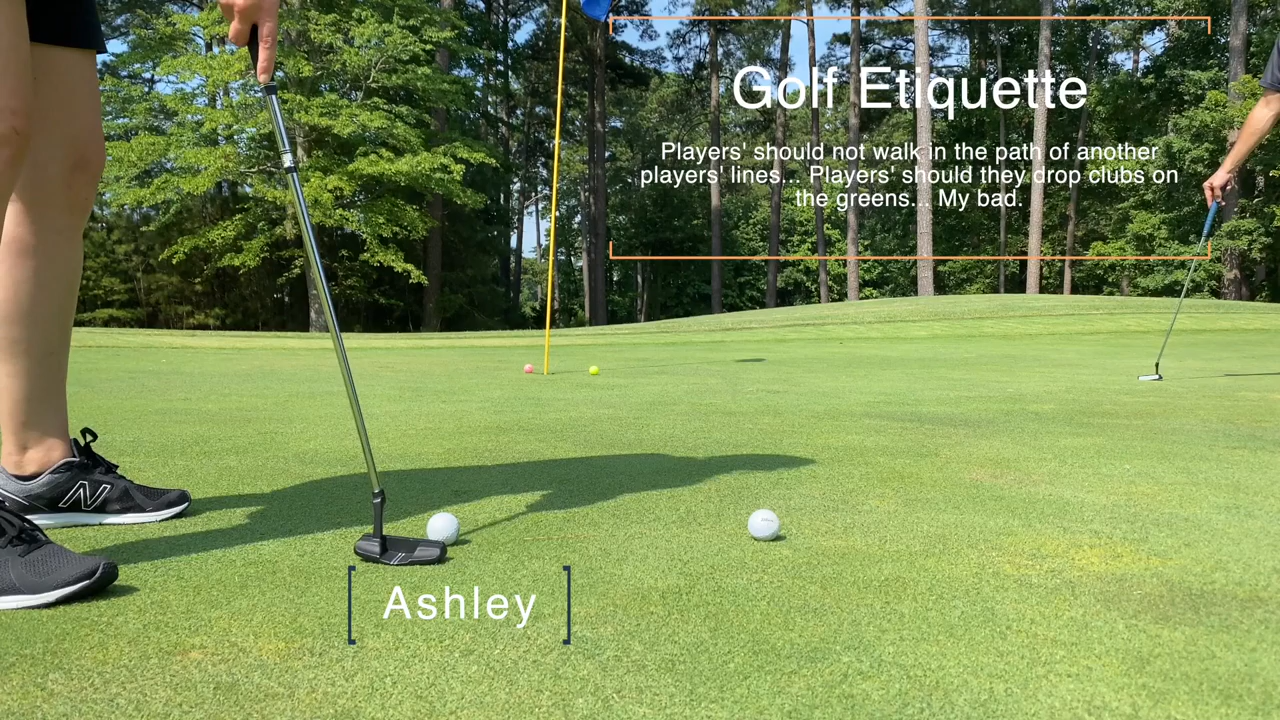 Golf Etiquette
Players' should not walk in the path of another
players' lines... Players' should they drop clubs on
the greens... My bad.
N
Ashley